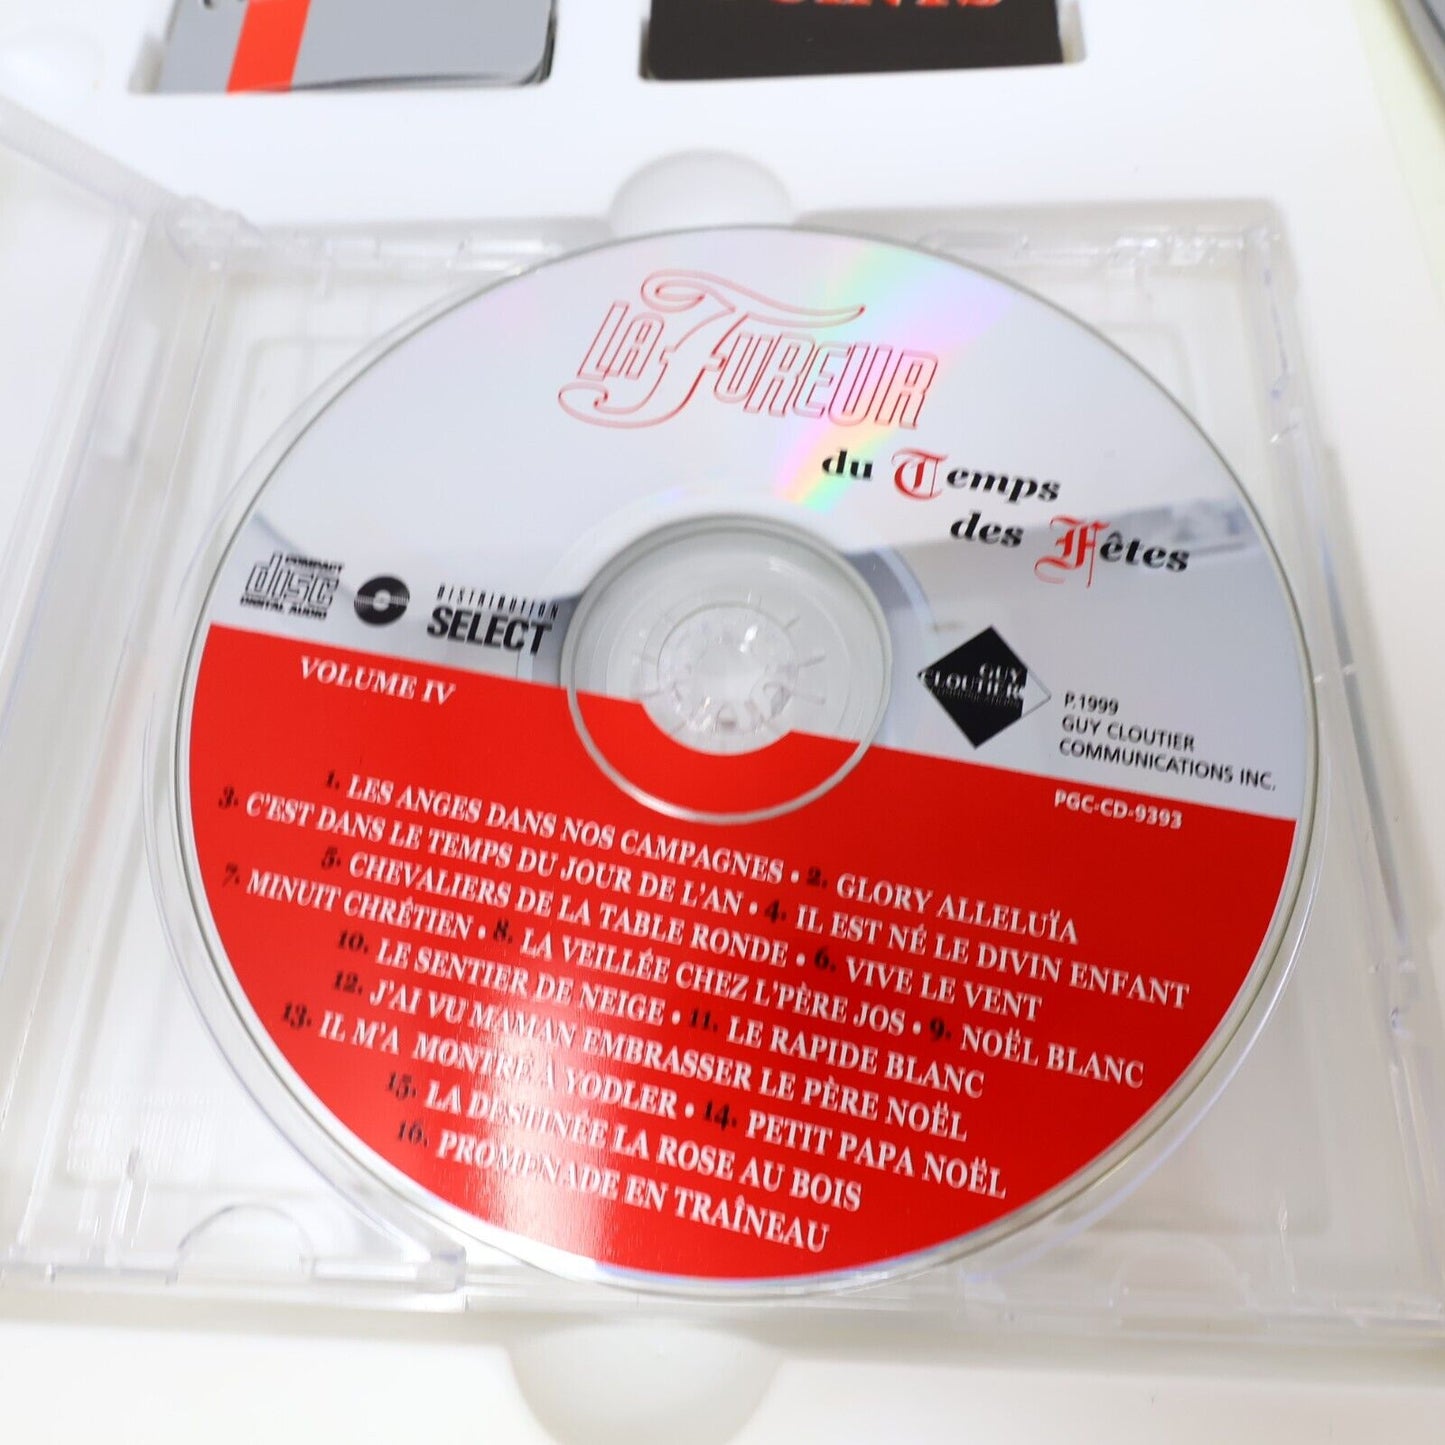 LA FUREUR
du Temps
des Fêtes
COMPACT
disc
DIGITAL AUDIO
DISTRIBUTION
SELECT
GUY
CLOUTIER
P.1999
GUY CLOUTIER
COMMUNICATIONS INC.
VOLUME IV
PGC-CD-9393
1. LES ANGES DANS NOS CAMPAGNES • 2. GLORY ALLELUÏA
3. C'EST DANS LE TEMPS DU JOUR DE L'AN • 4. IL EST NÉ LE DIVIN ENFANT
5. CHEVALIERS DE LA TABLE RONDE • 6. VIVE LE VENT
7. MINUIT CHRÉTIEN • 8. LA VEILLÉE CHEZ L'PÈRE JOS • 9. NOËL BLANC
10. LE SENTIER DE NEIGE • 11. LE RAPIDE BLANC
12. J'AI VU MAMAN EMBRASSER LE PÈRE NOËL
13. IL M'A MONTRÉ À YODLER • 14. PETIT PAPA NOËL
15. LA DESTINÉE LA ROSE AU BOIS
16. PROMENADE EN TRAÎNEAU